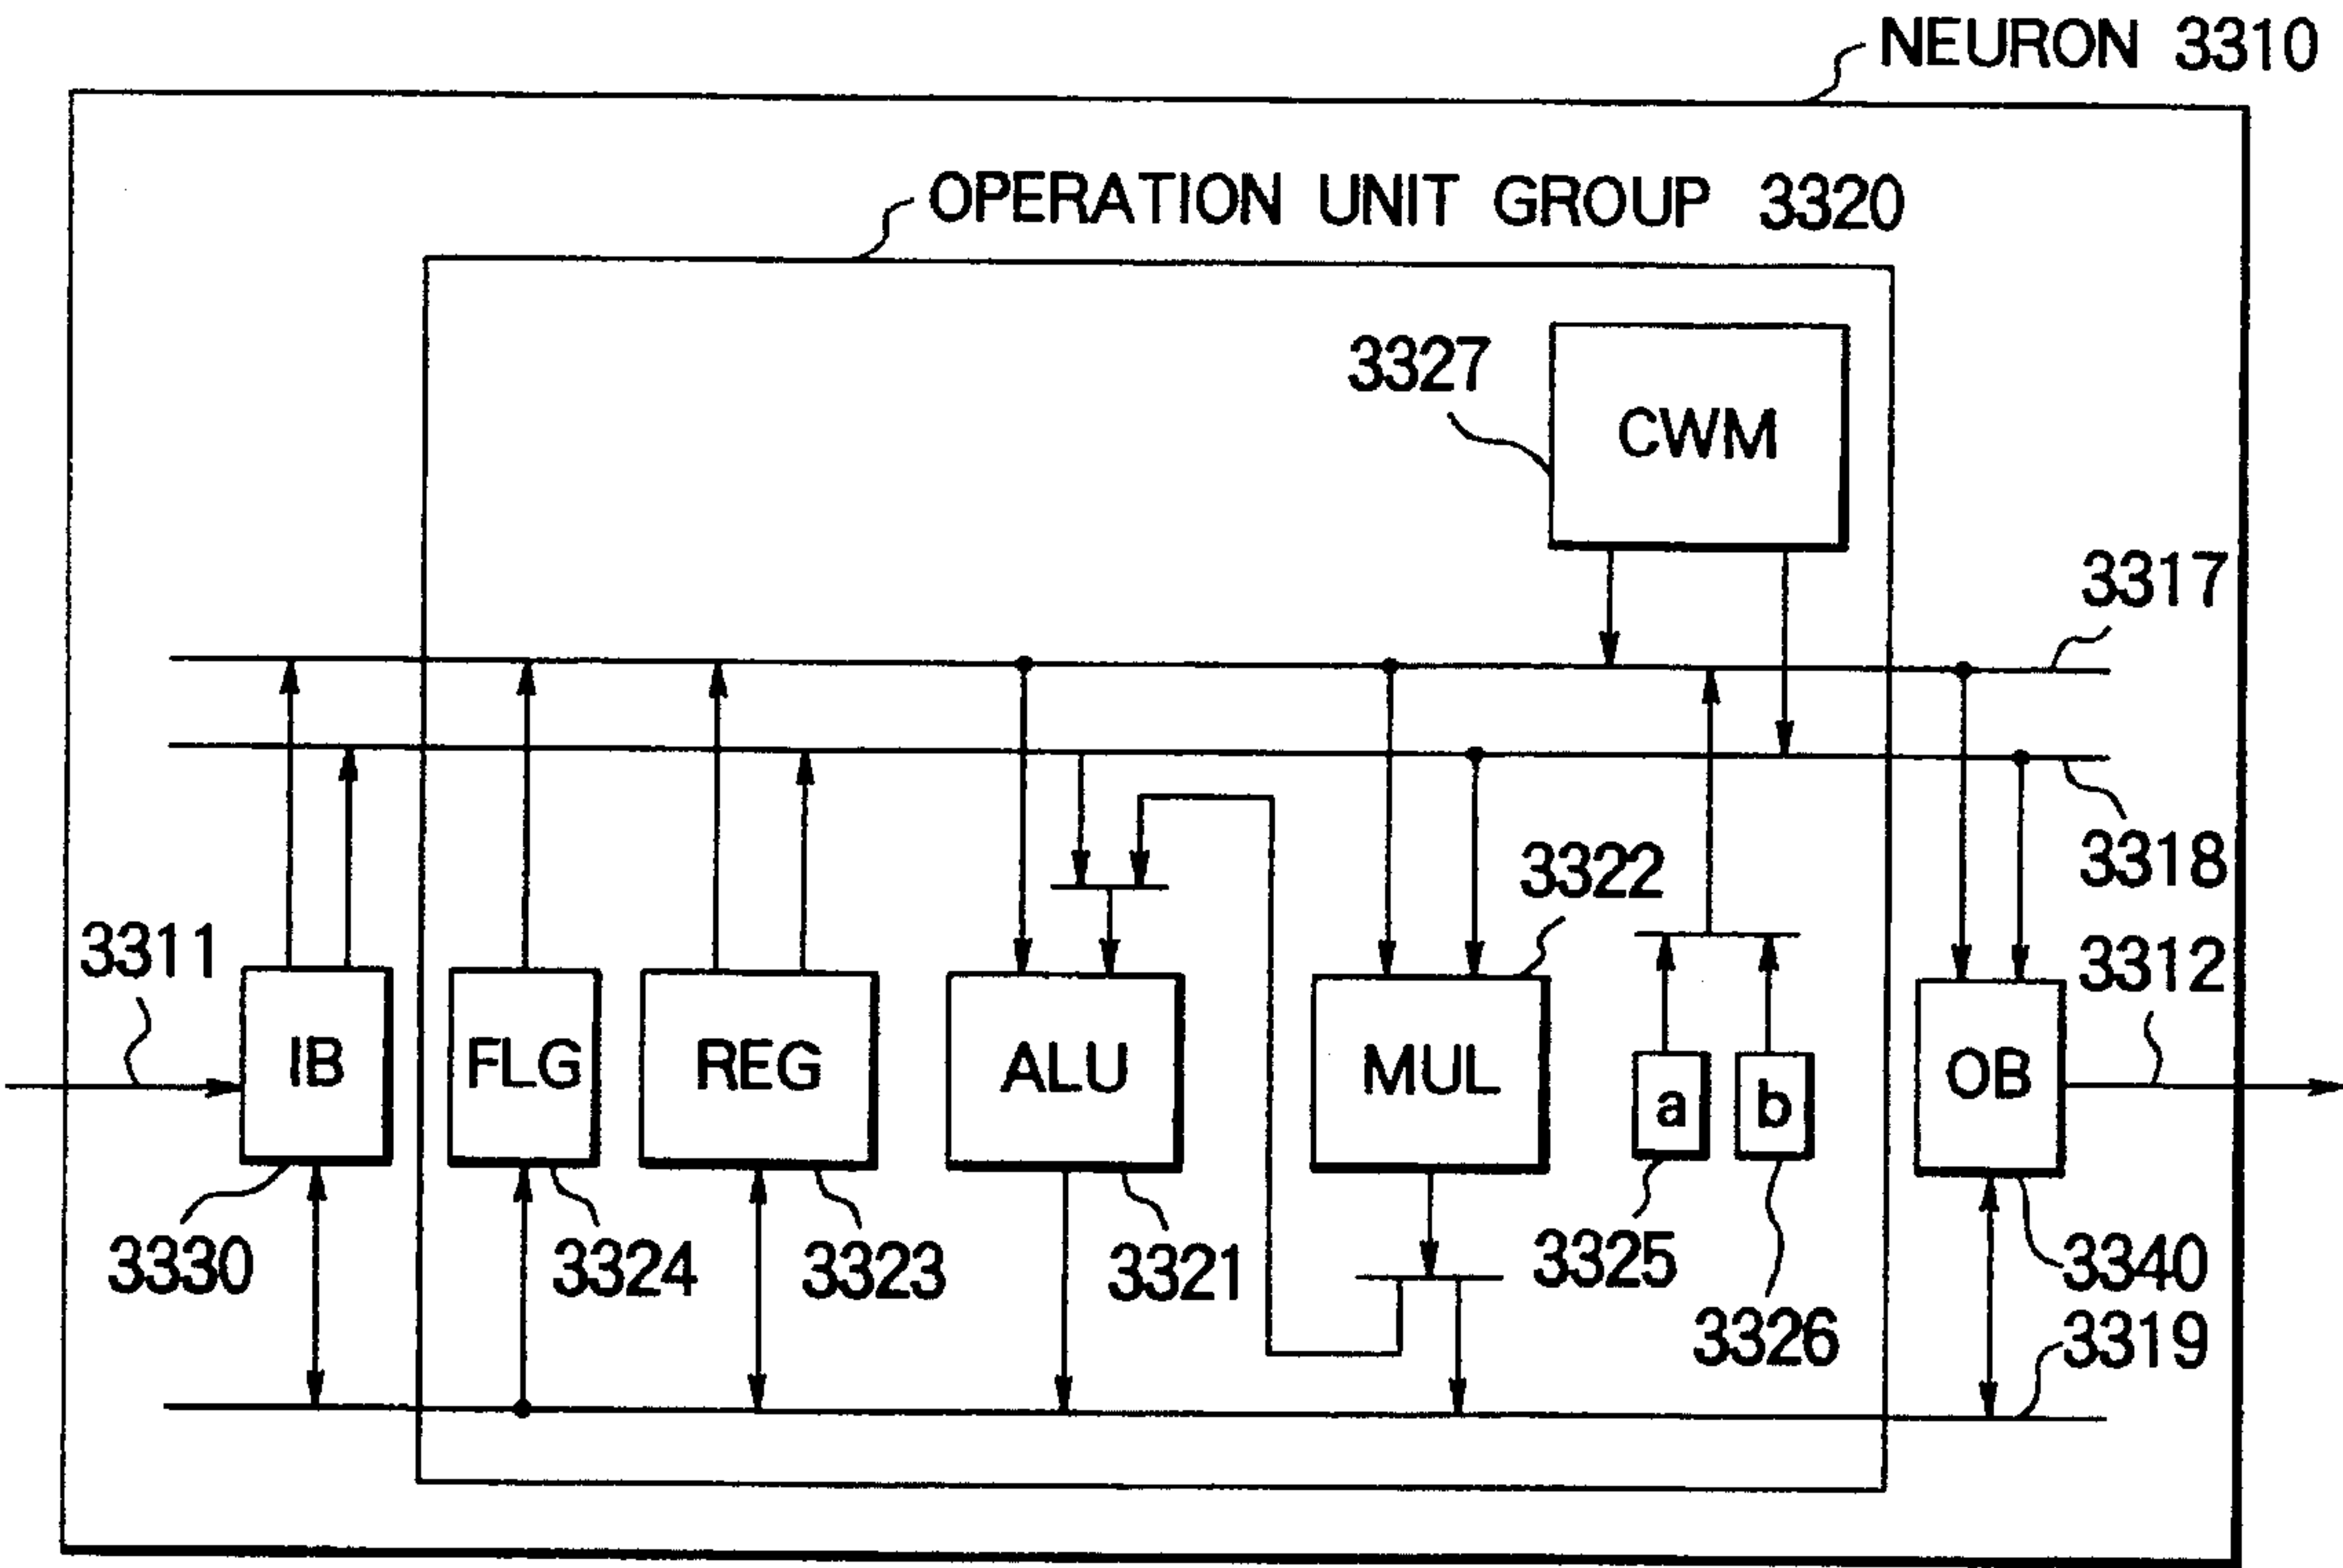 NEURON 3310
OPERATION UNIT GROUP 3320
3327
CWM
3317
3318
3322
3311
3312
IB
FLG
REG
ALU
MUL
a
b
OB
3330
3324
3323
3321
3325
3340
3326
3319